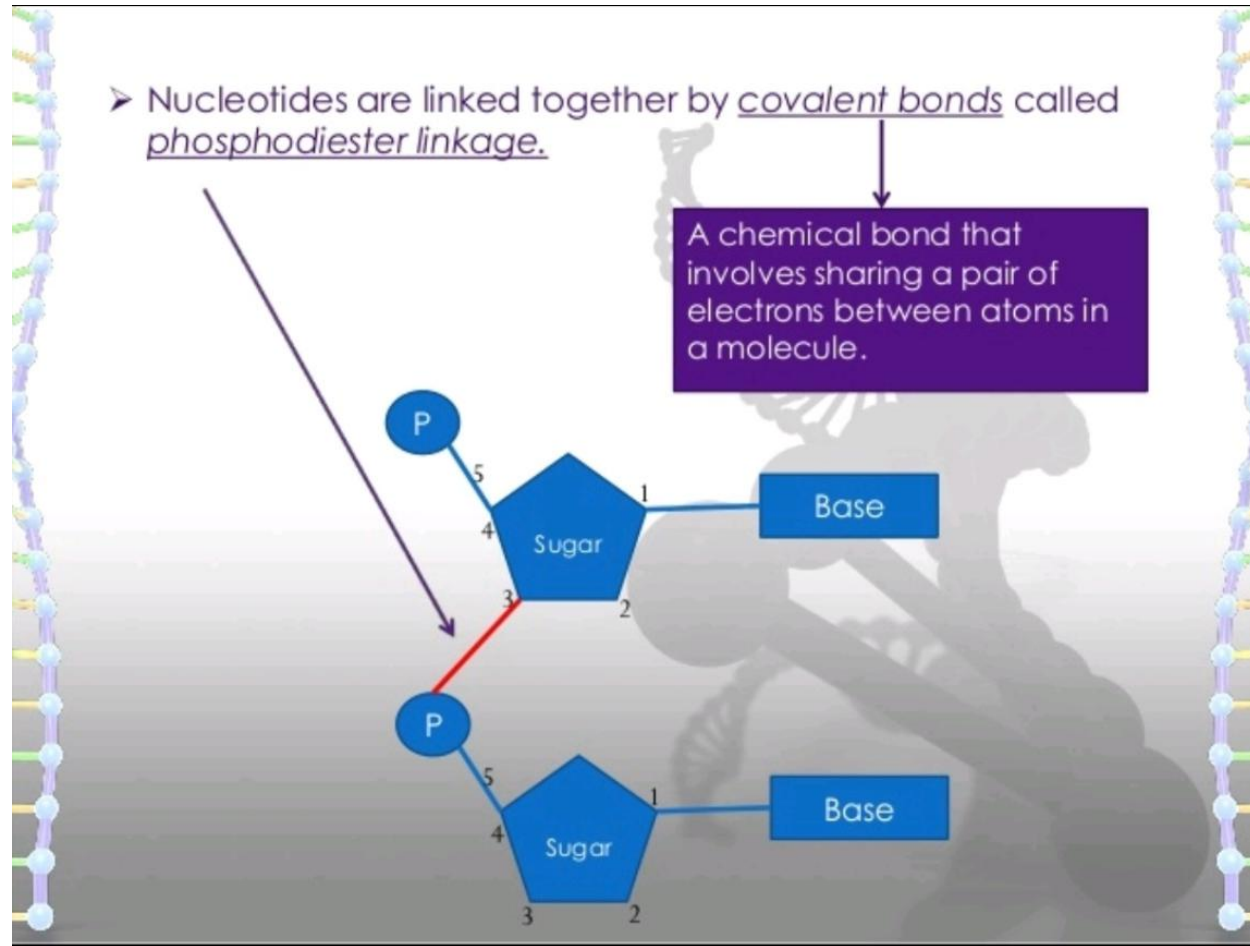 ➤ Nucleotides are linked together by covalent bonds called
phosphodiester linkage.
A chemical bond that
involves sharing a pair of
electrons between atoms in
a molecule.
P
5
1
Base
4
Sugar
3
2
P
5
1
Base
4
Sugar
3
2